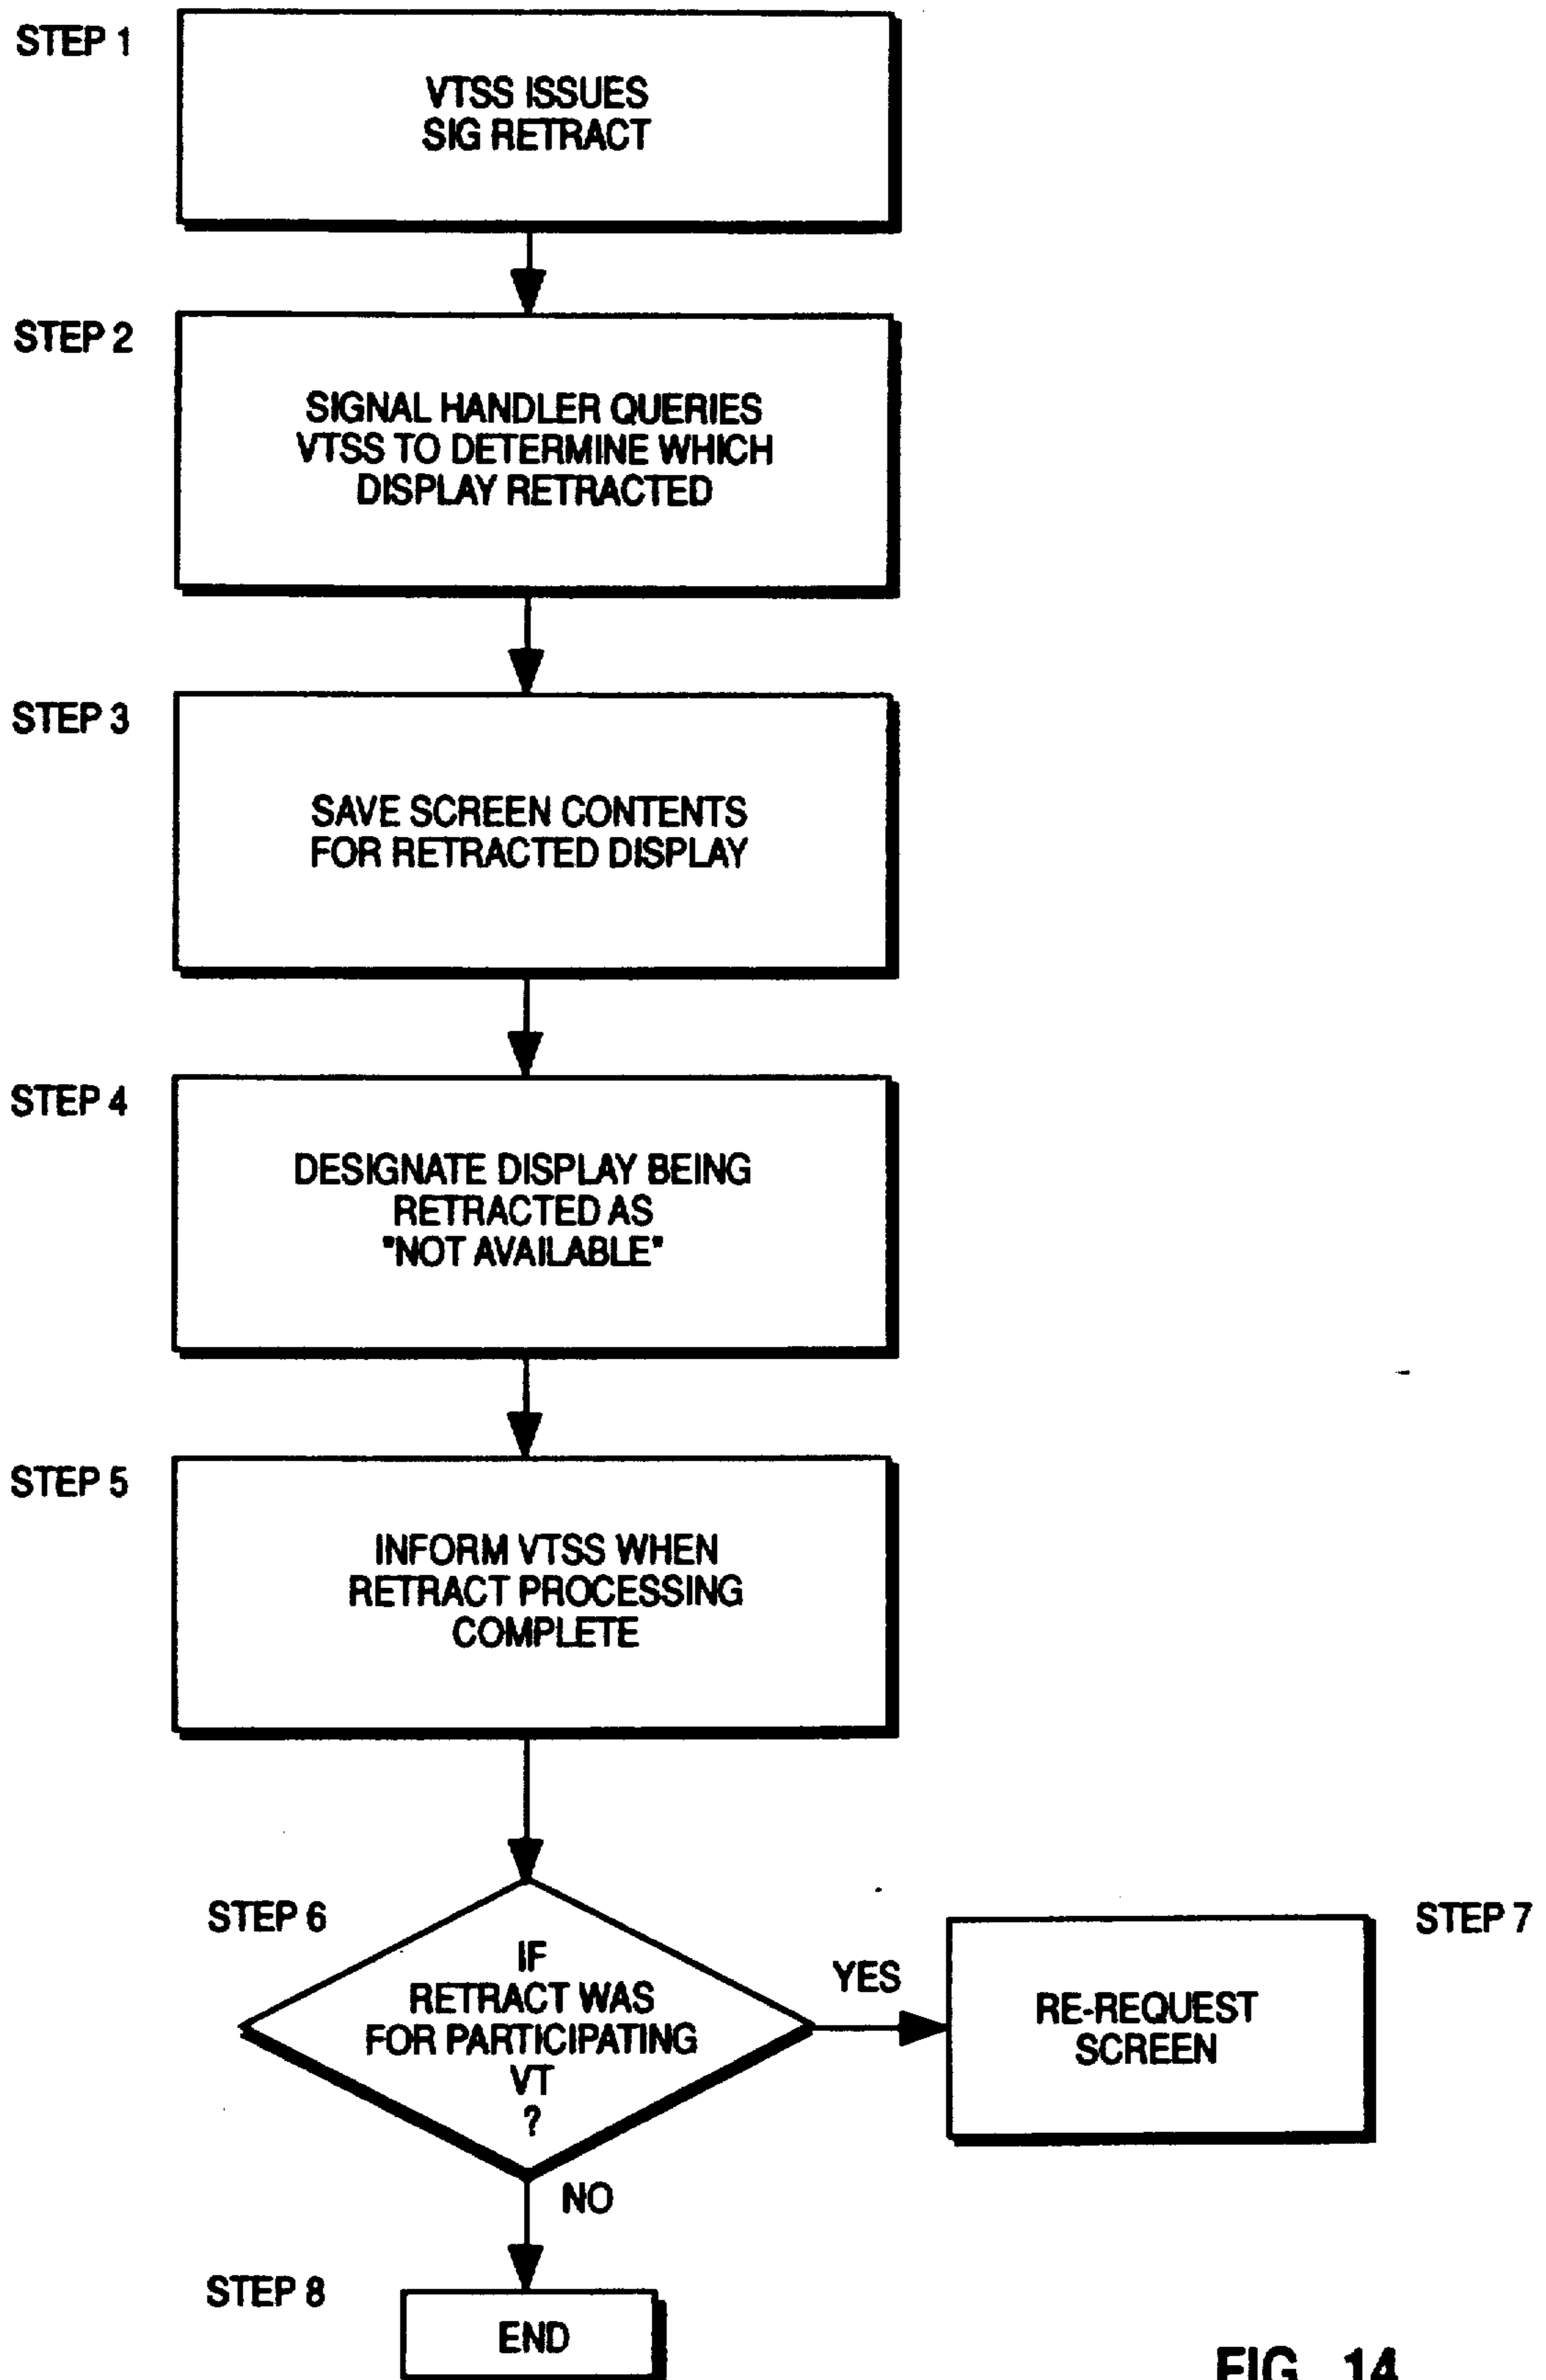 STEP 1
VTSS ISSUES
SIG RETRACT
STEP 2
SIGNAL HANDLER QUERIES
VTSS TO DETERMINE WHICH
DISPLAY RETRACTED
STEP 3
SAVE SCREEN CONTENTS
FOR RETRACTED DISPLAY
STEP 4
DESIGNATE DISPLAY BEING
RETRACTED AS
"NOT AVAILABLE"
STEP 5
INFORM VTSS WHEN
RETRACT PROCESSING
COMPLETE
STEP 6
IF
RETRACT WAS
FOR PARTICIPATING
VT
?
YES
STEP 7
RE-REQUEST
SCREEN
NO
STEP 8
END
FIG. 14